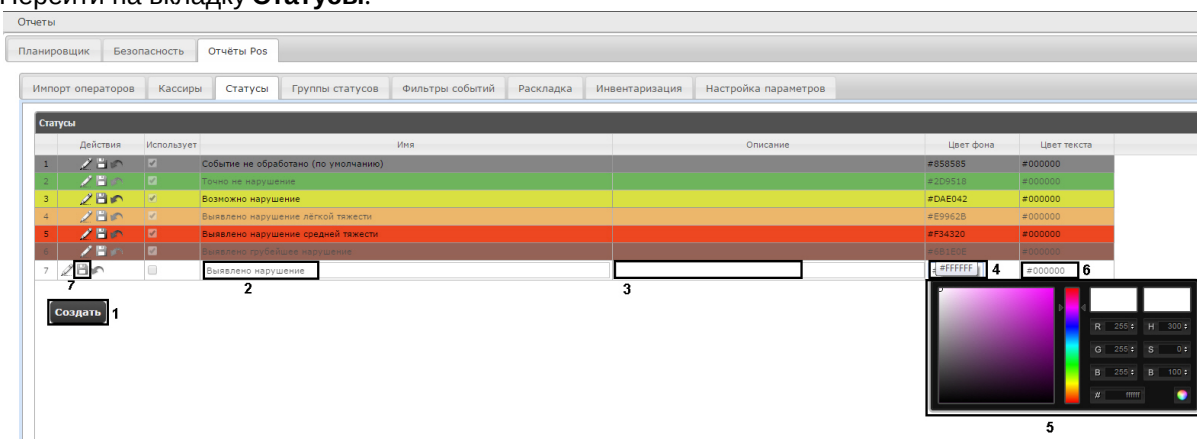 Перейти на вкладку Статусы.
Отчеты
Планировщик Безопасность Отчёты Pos
Импорт операторов Кассиры Статусы Группы статусов Фильтры событий Раскладка Инвентаризация Настройка параметров
Статусы
Действия Использует Имя Описание Цвет фона Цвет текста
1 Событие не обработано (по умолчанию) #858585 #000000
2 Точно не нарушение #2D9518 #000000
3 Возможно нарушение #DAE042 #000000
4 Выявлено нарушение лёгкой тяжести #E9962B #000000
5 Выявлено нарушение средней тяжести #F34320 #000000
6 Выявлено грубейшее нарушение #000000
7 Выявлено нарушение #FFFFFF 4 #000000 6
7 2 3
Создать 1
R 255 H 300
G 255 S 0
B 255 B 100
# ffffff
5